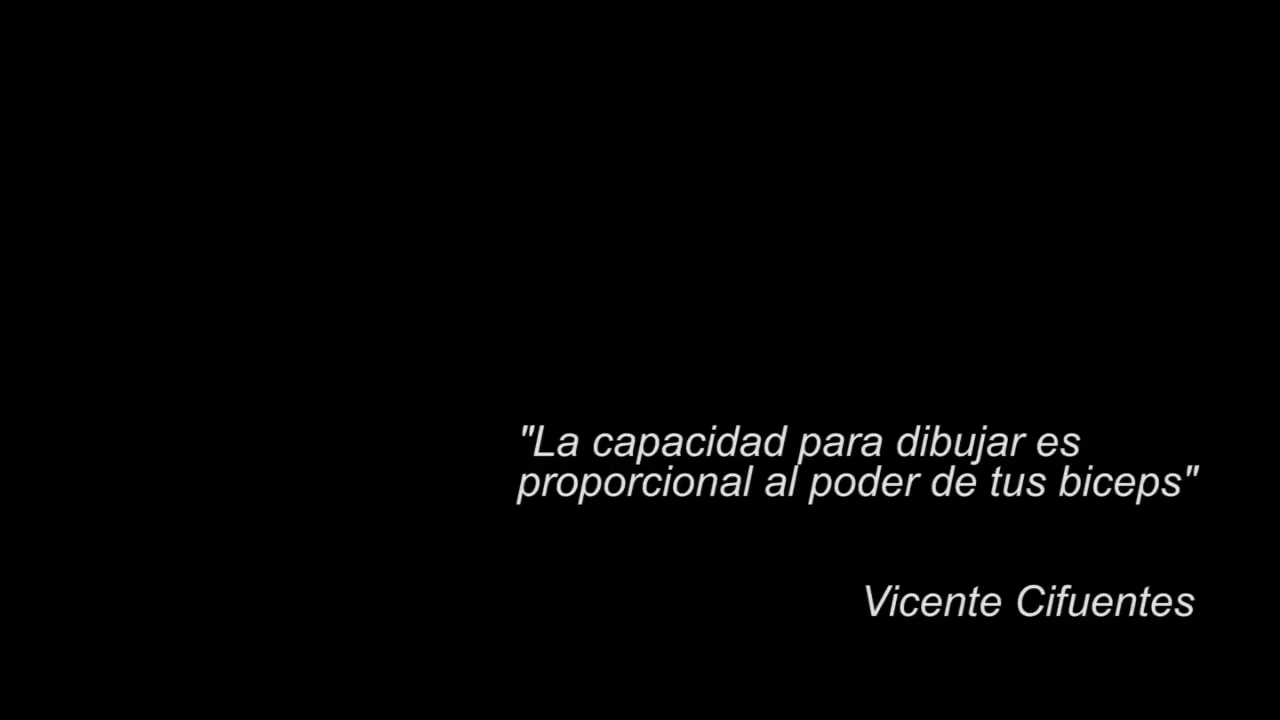 "La capacidad para dibujar es
proporcional al poder de tus biceps"
Vicente Cifuentes